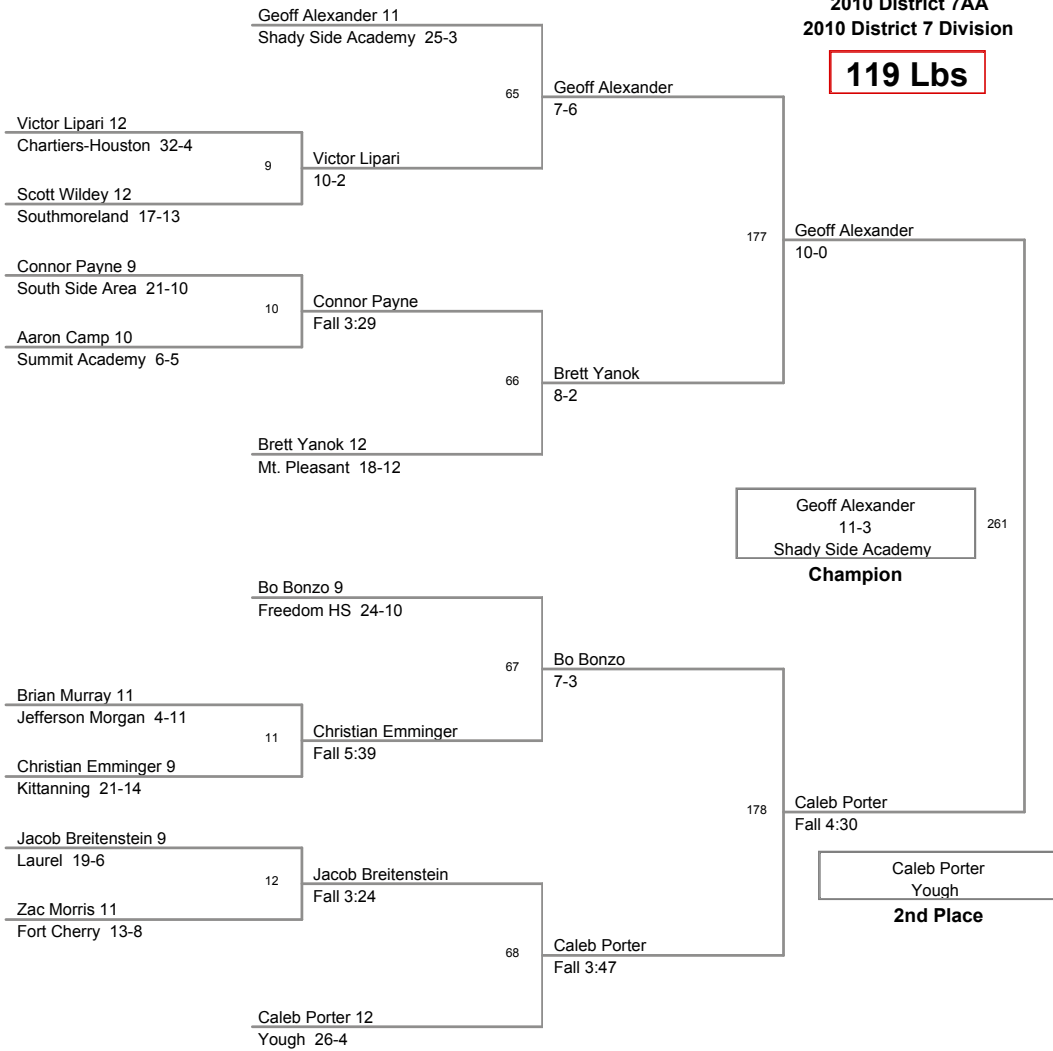 2010 District 7AA
2010 District 7 Division
119 Lbs
Geoff Alexander 11
Shady Side Academy 25-3
65
Geoff Alexander
7-6
Victor Lipari 12
Chartiers-Houston 32-4
9
Victor Lipari
10-2
Scott Wildey 12
Southmoreland 17-13
177
Geoff Alexander
10-0
Connor Payne 9
South Side Area 21-10
10
Connor Payne
Fall 3:29
Aaron Camp 10
Summit Academy 6-5
66
Brett Yanok
8-2
Brett Yanok 12
Mt. Pleasant 18-12
Geoff Alexander
11-3
Shady Side Academy
261
Champion
Bo Bonzo 9
Freedom HS 24-10
67
Bo Bonzo
7-3
Brian Murray 11
Jefferson Morgan 4-11
11
Christian Emminger
Fall 5:39
Christian Emminger 9
Kittanning 21-14
178
Caleb Porter
Fall 4:30
Jacob Breitenstein 9
Laurel 19-6
12
Jacob Breitenstein
Fall 3:24
Caleb Porter
Yough
2nd Place
Zac Morris 11
Fort Cherry 13-8
68
Caleb Porter
Fall 3:47
Caleb Porter 12
Yough 26-4